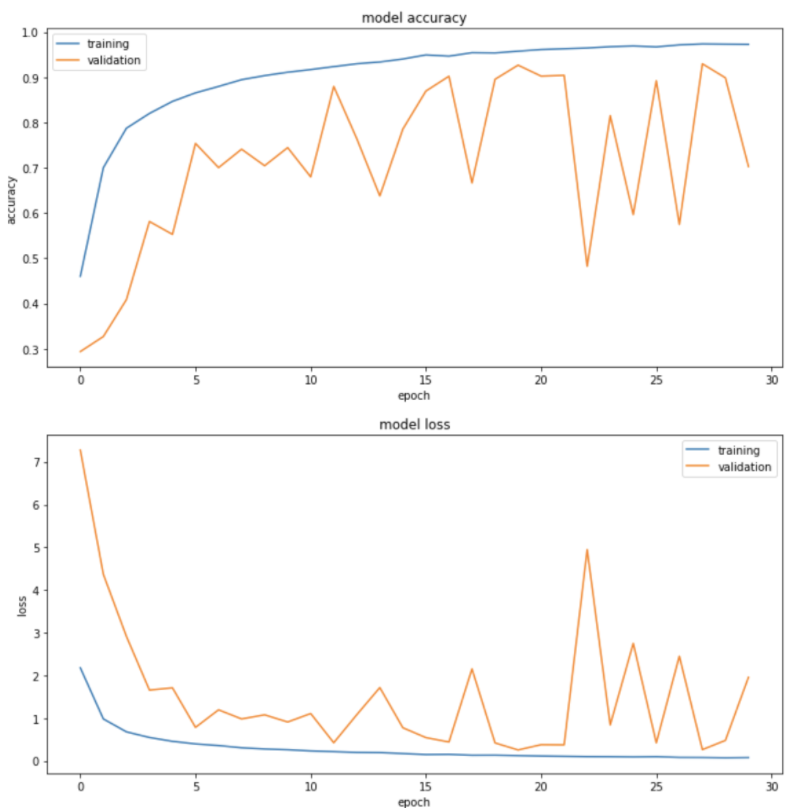 model accuracy
training
validation
1.0
0.9
0.8
0.7
0.6
0.5
0.4
0.3
accuracy
0 5 10 15 20 25 30
epoch
model loss
training
validation
7
6
5
4
3
2
1
0
loss
0 5 10 15 20 25 30
epoch